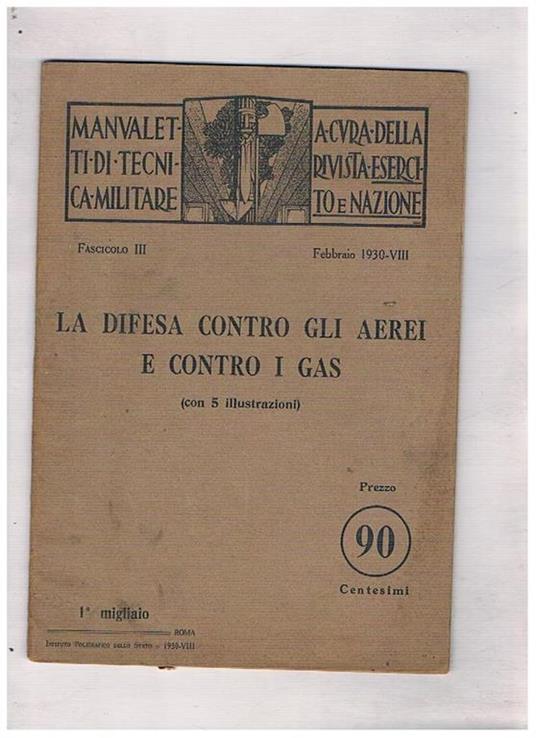 MANVALET-
TI·DI·TECNI-
CA·MILITARE
A·CVRA·DELLA
RIVISTA·ESERCI-
TO E NAZIONE
FASCICOLO III
Febbraio 1930-VIII
LA DIFESA CONTRO GLI AEREI
E CONTRO I GAS
(con 5 illustrazioni)
Prezzo
90
Centesimi
1° migliaio
ROMA
ISTITUTO POLIGRAFICO DELLO STATO - 1930-VIII